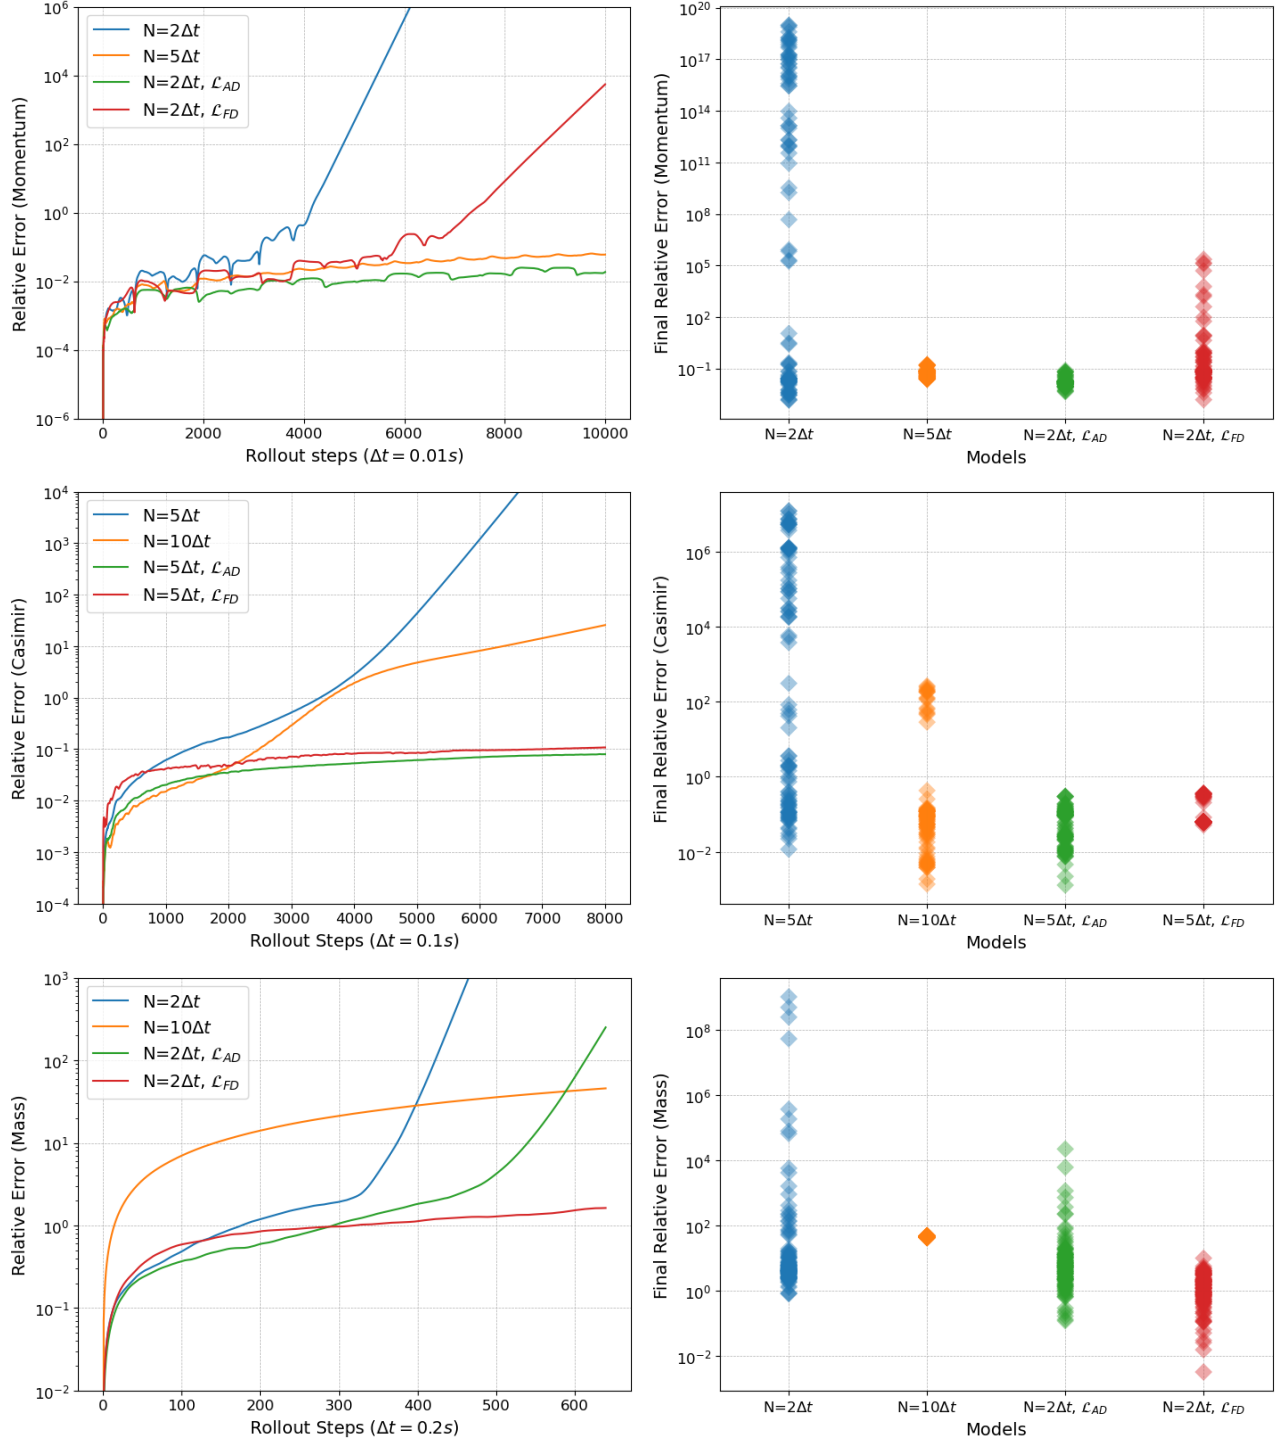 10^6
10^4
10^2
10^0
10^−2
10^−4
10^−6
Relative Error (Momentum)
N=2Δt
N=5Δt
N=2Δt, ℒ_AD
N=2Δt, ℒ_FD
0 2000 4000 6000 8000 10000
Rollout steps (Δt = 0.01s)
10^20
10^17
10^14
10^11
10^8
10^5
10^2
10^−1
Final Relative Error (Momentum)
N=2Δt N=5Δt N=2Δt, ℒ_AD N=2Δt, ℒ_FD
Models
10^4
10^3
10^2
10^1
10^0
10^−1
10^−2
10^−3
10^−4
Relative Error (Casimir)
N=5Δt
N=10Δt
N=5Δt, ℒ_AD
N=5Δt, ℒ_FD
0 1000 2000 3000 4000 5000 6000 7000 8000
Rollout Steps (Δt = 0.1s)
10^6
10^4
10^2
10^0
10^−2
Final Relative Error (Casimir)
N=5Δt N=10Δt N=5Δt, ℒ_AD N=5Δt, ℒ_FD
Models
10^3
10^2
10^1
10^0
10^−1
10^−2
Relative Error (Mass)
N=2Δt
N=10Δt
N=2Δt, ℒ_AD
N=2Δt, ℒ_FD
0 100 200 300 400 500 600
Rollout Steps (Δt = 0.2s)
10^8
10^6
10^4
10^2
10^0
10^−2
Final Relative Error (Mass)
N=2Δt N=10Δt N=2Δt, ℒ_AD N=2Δt, ℒ_FD
Models